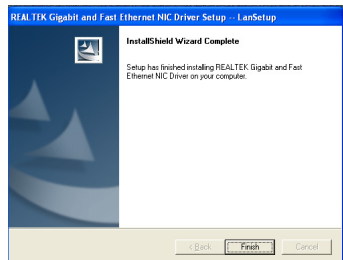 REALTEK Gigabit and Fast Ethernet NIC Driver Setup -- LanSetup
InstallShield Wizard Complete
Setup has finished installing REALTEK Gigabit and Fast
Ethernet NIC Driver on your computer.
< Back
Finish
Cancel